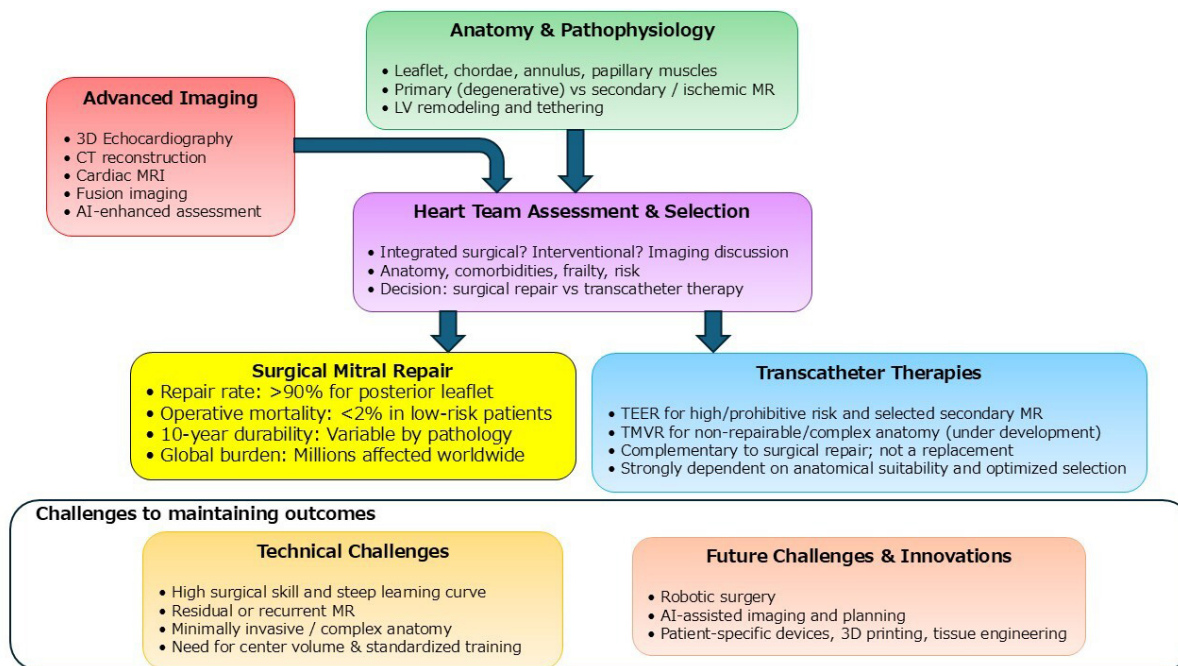 Anatomy & Pathophysiology
• Leaflet, chordae, annulus, papillary muscles
• Primary (degenerative) vs secondary / ischemic MR
• LV remodeling and tethering
Advanced Imaging
• 3D Echocardiography
• CT reconstruction
• Cardiac MRI
• Fusion imaging
• AI-enhanced assessment
Heart Team Assessment & Selection
• Integrated surgical? Interventional? Imaging discussion
• Anatomy, comorbidities, frailty, risk
• Decision: surgical repair vs transcatheter therapy
Surgical Mitral Repair
• Repair rate: >90% for posterior leaflet
• Operative mortality: <2% in low-risk patients
• 10-year durability: Variable by pathology
• Global burden: Millions affected worldwide
Transcatheter Therapies
• TEER for high/prohibitive risk and selected secondary MR
• TMVR for non-repairable/complex anatomy (under development)
• Complementary to surgical repair; not a replacement
• Strongly dependent on anatomical suitability and optimized selection
Challenges to maintaining outcomes
Technical Challenges
• High surgical skill and steep learning curve
• Residual or recurrent MR
• Minimally invasive / complex anatomy
• Need for center volume & standardized training
Future Challenges & Innovations
• Robotic surgery
• AI-assisted imaging and planning
• Patient-specific devices, 3D printing, tissue engineering